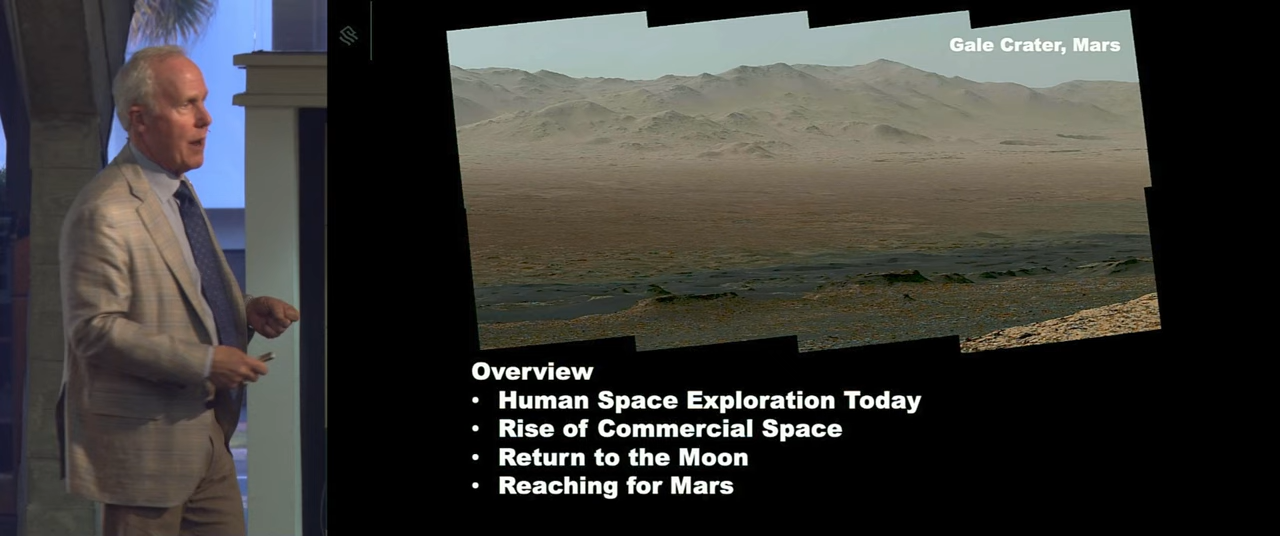 Gale Crater, Mars
Overview
• Human Space Exploration Today
• Rise of Commercial Space
• Return to the Moon
• Reaching for Mars